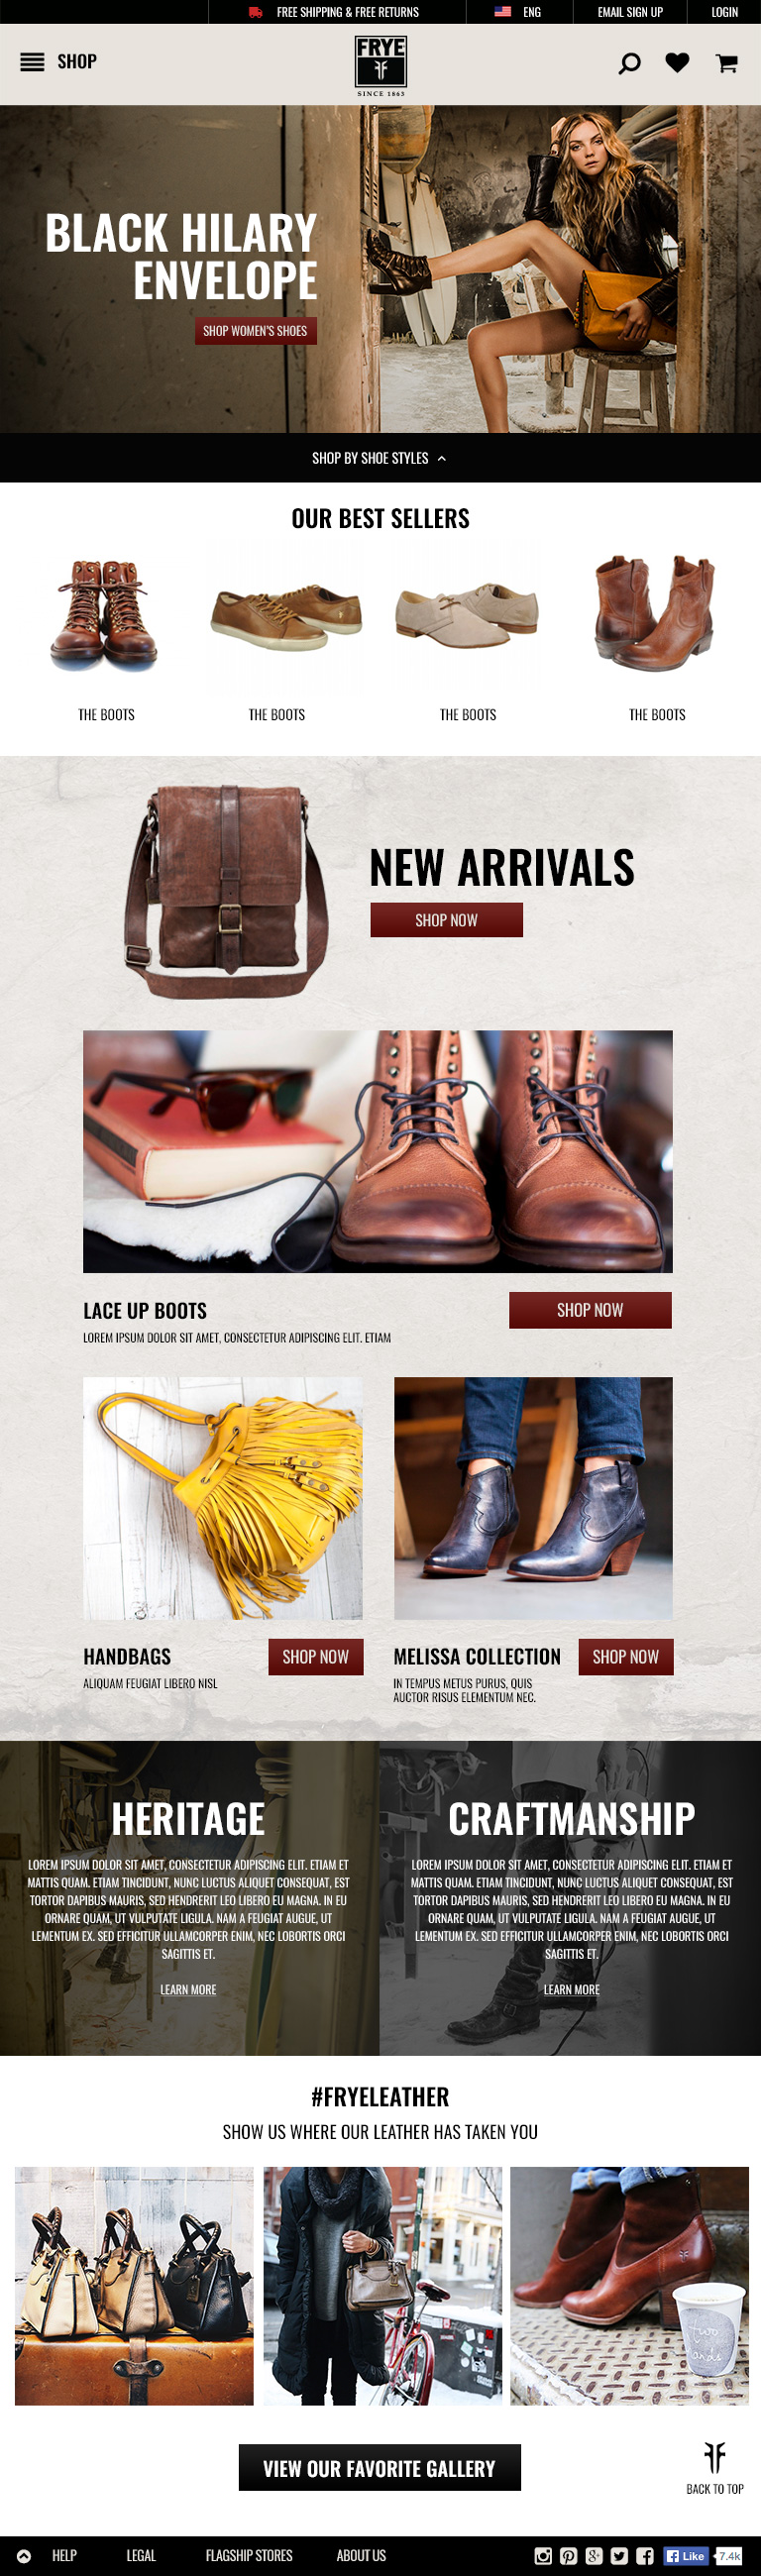 FREE SHIPPING & FREE RETURNS
ENG
EMAIL SIGN UP
LOGIN
SHOP
FRYE
SINCE 1863
BLACK HILARY
ENVELOPE
SHOP WOMEN'S SHOES
SHOP BY SHOE STYLES
OUR BEST SELLERS
THE BOOTS
THE BOOTS
THE BOOTS
THE BOOTS
NEW ARRIVALS
SHOP NOW
LACE UP BOOTS
SHOP NOW
LOREM IPSUM DOLOR SIT AMET, CONSECTETUR ADIPISCING ELIT. ETIAM
HANDBAGS
SHOP NOW
ALIQUAM FEUGIAT LIBERO NISL
MELISSA COLLECTION
SHOP NOW
IN TEMPUS METUS PURUS, QUIS
AUCTOR RISUS ELEMENTUM NEC.
HERITAGE
LOREM IPSUM DOLOR SIT AMET, CONSECTETUR ADIPISCING ELIT. ETIAM ET
MATTIS QUAM. ETIAM TINCIDUNT, NUNC LUCTUS ALIQUET CONSEQUAT, EST
TORTOR DAPIBUS MAURIS, SED HENDRERIT LEO LIBERO EU MAGNA. IN EU
ORNARE QUAM, UT VULPUTATE LIGULA. NAM A FEUGIAT AUGUE, UT
LEMENTUM EX. SED EFFICITUR ULLAMCORPER ENIM, NEC LOBORTIS ORCI
SAGITTIS ET.
LEARN MORE
CRAFTMANSHIP
LOREM IPSUM DOLOR SIT AMET, CONSECTETUR ADIPISCING ELIT. ETIAM ET
MATTIS QUAM. ETIAM TINCIDUNT, NUNC LUCTUS ALIQUET CONSEQUAT, EST
TORTOR DAPIBUS MAURIS, SED HENDRERIT LEO LIBERO EU MAGNA. IN EU
ORNARE QUAM, UT VULPUTATE LIGULA. NAM A FEUGIAT AUGUE, UT
LEMENTUM EX. SED EFFICITUR ULLAMCORPER ENIM, NEC LOBORTIS ORCI
SAGITTIS ET.
LEARN MORE
#FRYELEATHER
SHOW US WHERE OUR LEATHER HAS TAKEN YOU
two
VIEW OUR FAVORITE GALLERY
BACK TO TOP
HELP
LEGAL
FLAGSHIP STORES
ABOUT US
Like
7.4k